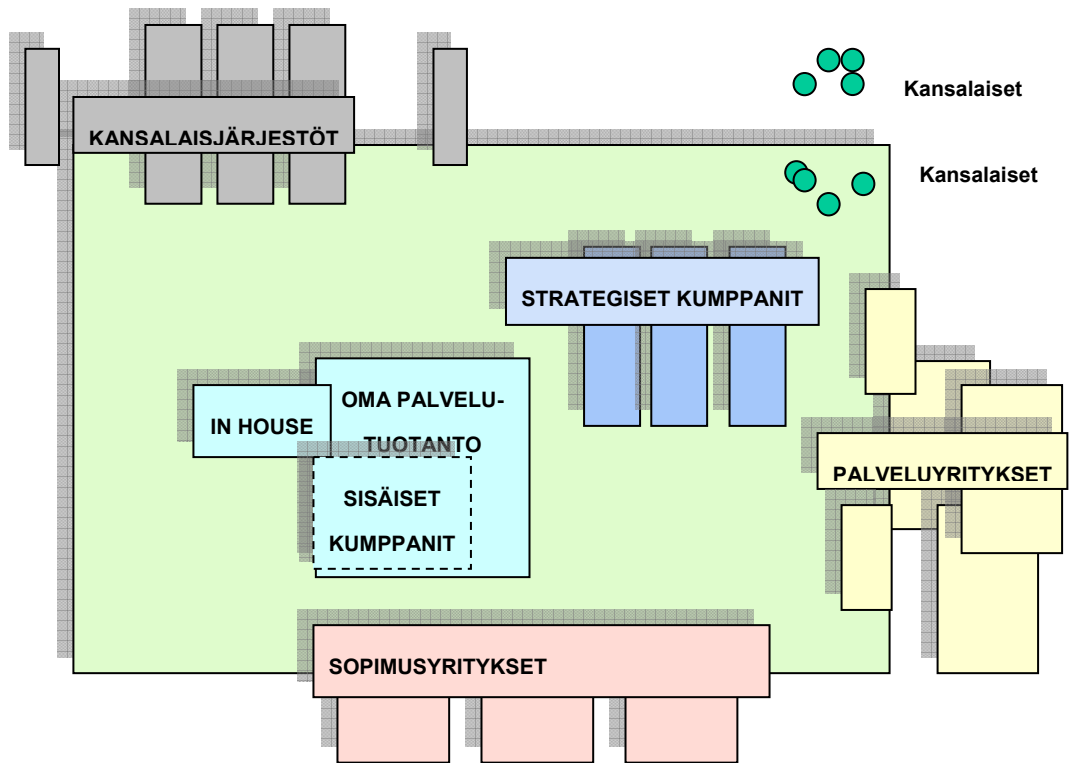 Kansalaiset
KANSALAISJÄRJESTÖT
Kansalaiset
STRATEGISET KUMPPANIT
OMA PALVELU-
TUOTANTO
IN HOUSE
PALVELUYRITYKSET
SISÄISET
KUMPPANIT
SOPIMUSYRITYKSET